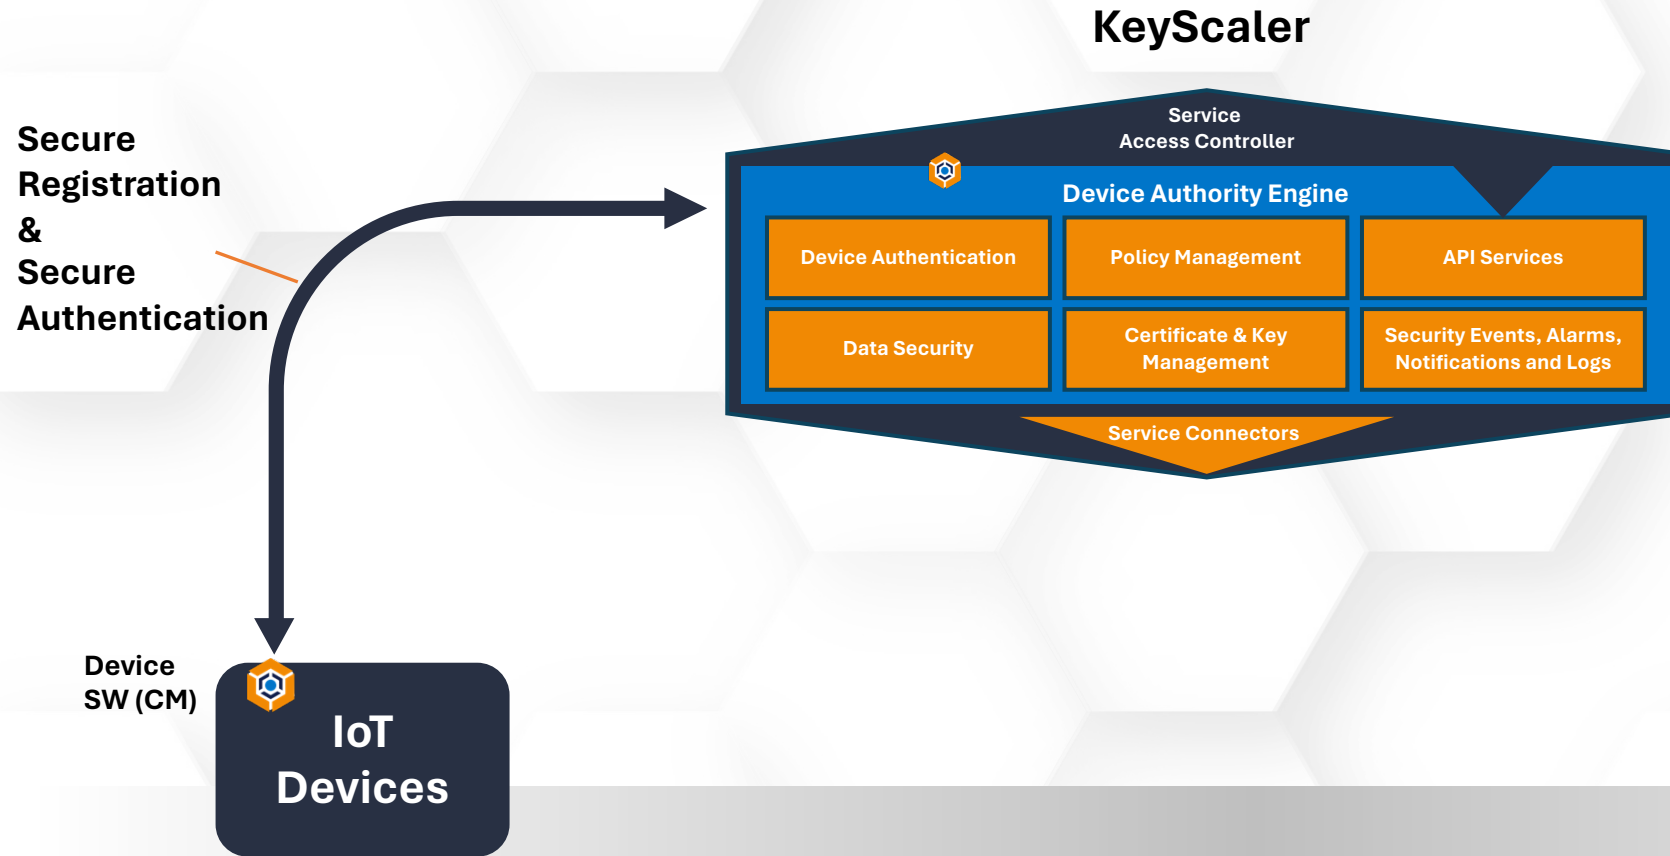 KeyScaler
Secure
Registration
&
Secure
Authentication
Service
Access Controller
Device Authority Engine
Device Authentication
Policy Management
API Services
Data Security
Certificate & Key
Management
Security Events, Alarms,
Notifications and Logs
Service Connectors
Device
SW (CM)
IoT
Devices